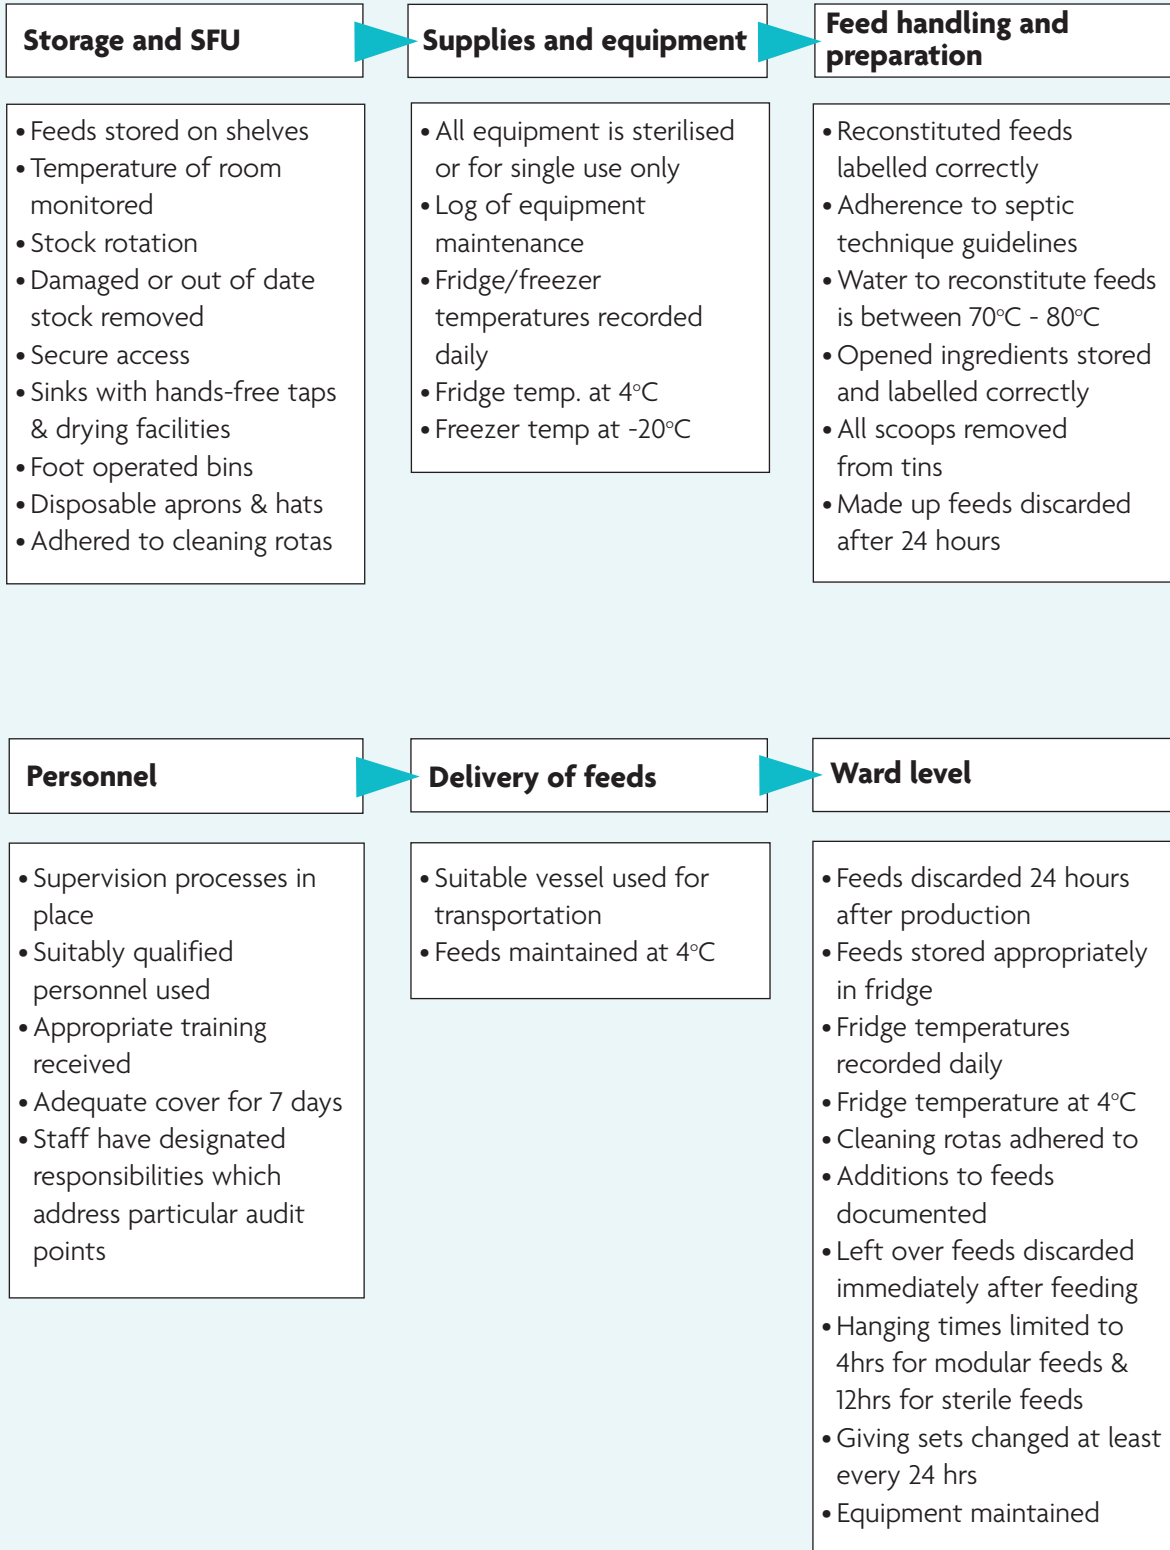 Storage and SFU
• Feeds stored on shelves
• Temperature of room
monitored
• Stock rotation
• Damaged or out of date
stock removed
• Secure access
• Sinks with hands-free taps
& drying facilities
• Foot operated bins
• Disposable aprons & hats
• Adhered to cleaning rotas
Supplies and equipment
• All equipment is sterilised
or for single use only
• Log of equipment
maintenance
• Fridge/freezer
temperatures recorded
daily
• Fridge temp. at 4°C
• Freezer temp at -20°C
Feed handling and
preparation
• Reconstituted feeds
labelled correctly
• Adherence to septic
technique guidelines
• Water to reconstitute feeds
is between 70°C - 80°C
• Opened ingredients stored
and labelled correctly
• All scoops removed
from tins
• Made up feeds discarded
after 24 hours
Personnel
• Supervision processes in
place
• Suitably qualified
personnel used
• Appropriate training
received
• Adequate cover for 7 days
• Staff have designated
responsibilities which
address particular audit
points
Delivery of feeds
• Suitable vessel used for
transportation
• Feeds maintained at 4°C
Ward level
• Feeds discarded 24 hours
after production
• Feeds stored appropriately
in fridge
• Fridge temperatures
recorded daily
• Fridge temperature at 4°C
• Cleaning rotas adhered to
• Additions to feeds
documented
• Left over feeds discarded
immediately after feeding
• Hanging times limited to
4hrs for modular feeds &
12hrs for sterile feeds
• Giving sets changed at least
every 24 hrs
• Equipment maintained